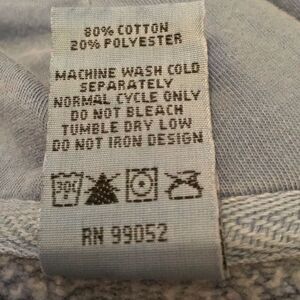 80% COTTON
20% POLYESTER
MACHINE WASH COLD
SEPARATELY
NORMAL CYCLE ONLY
DO NOT BLEACH
TUMBLE DRY LOW
DO NOT IRON DESIGN
30C
RN 99052